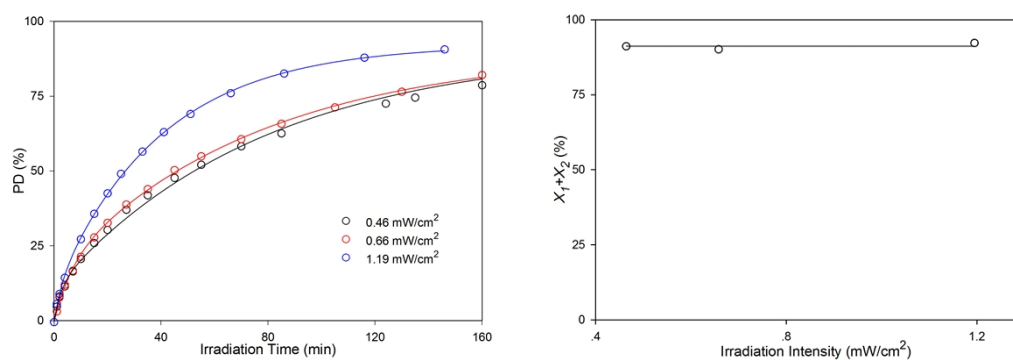 100
75
50
25
0
PD (%)
0.46 mW/cm²
0.66 mW/cm²
1.19 mW/cm²
0 40 80 120 160
Irradiation Time (min)
100
75
50
25
0
X₁+X₂ (%)
.4 .8 1.2
Irradiation Intensity (mW/cm²)